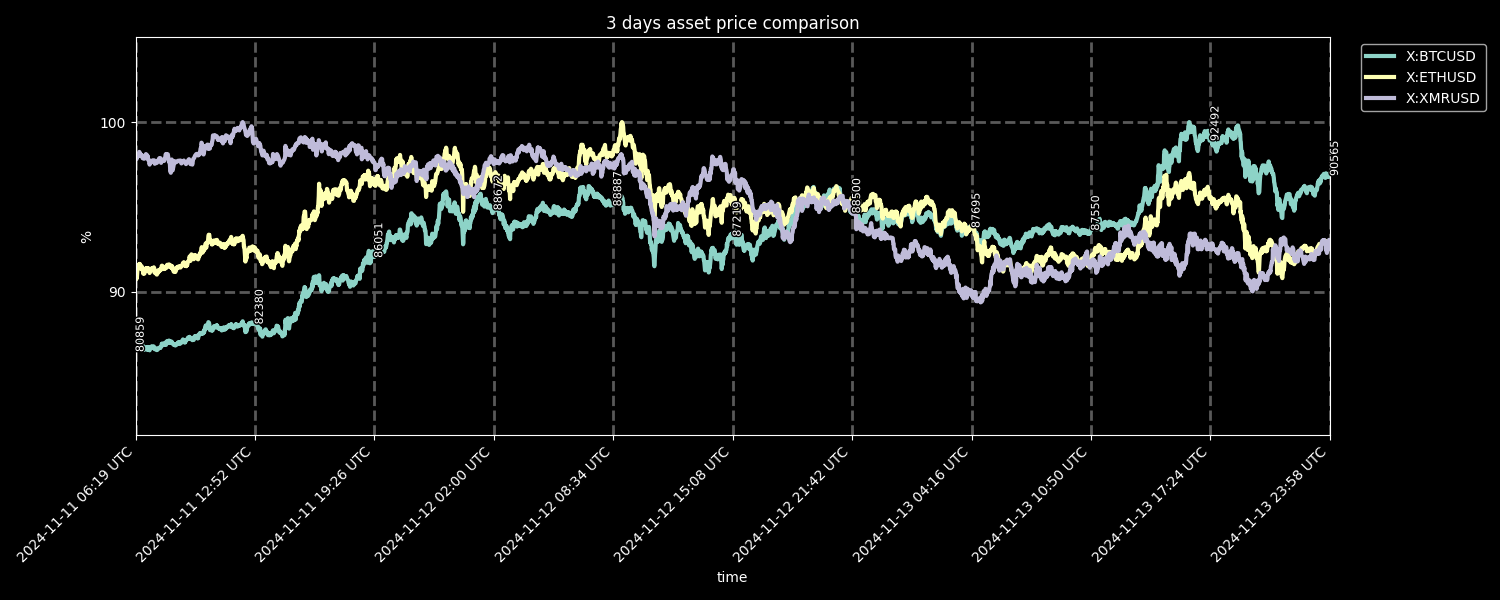 3 days asset price comparison
X:BTCUSD
X:ETHUSD
X:XMRUSD
100
90
%
80859
82380
86051
88672
88887
87219
88500
87695
87550
92492
90565
2024-11-11 06:19 UTC
2024-11-11 12:52 UTC
2024-11-11 19:26 UTC
2024-11-12 02:00 UTC
2024-11-12 08:34 UTC
2024-11-12 15:08 UTC
2024-11-12 21:42 UTC
2024-11-13 04:16 UTC
2024-11-13 10:50 UTC
2024-11-13 17:24 UTC
2024-11-13 23:58 UTC
time